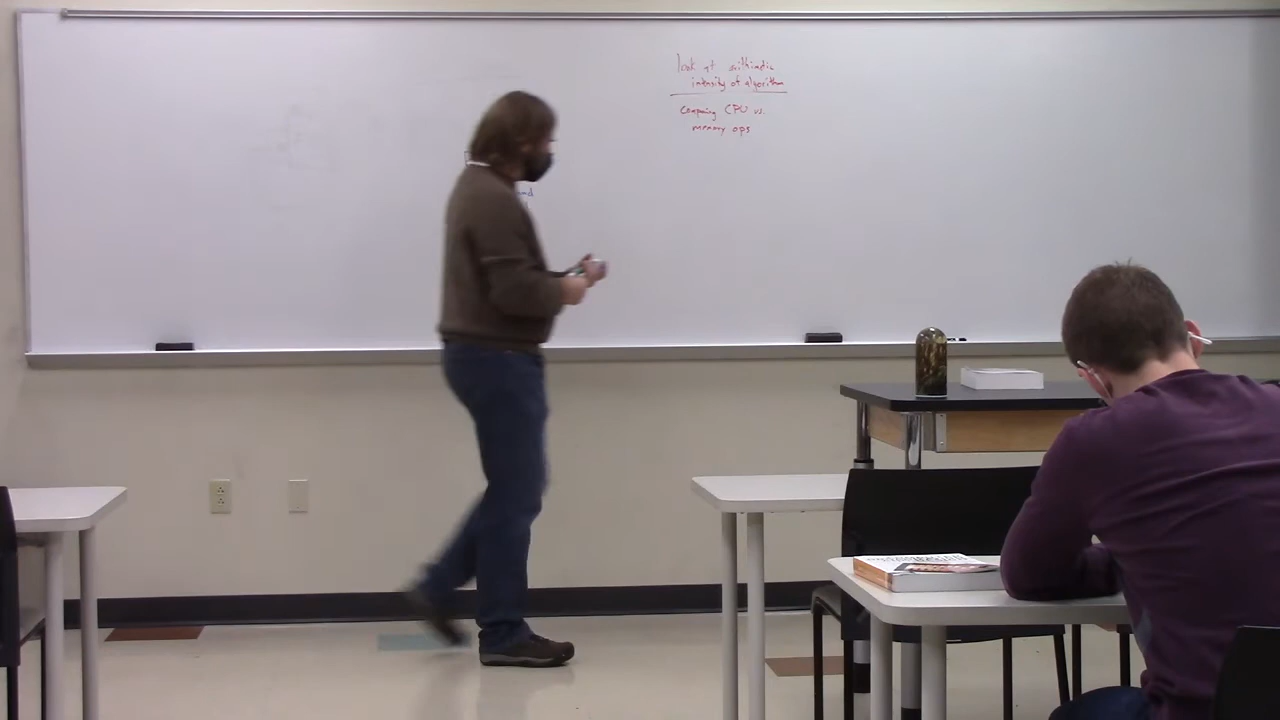 look at arithmetic
intensity of algorithm
comparing CPU vs.
memory ops